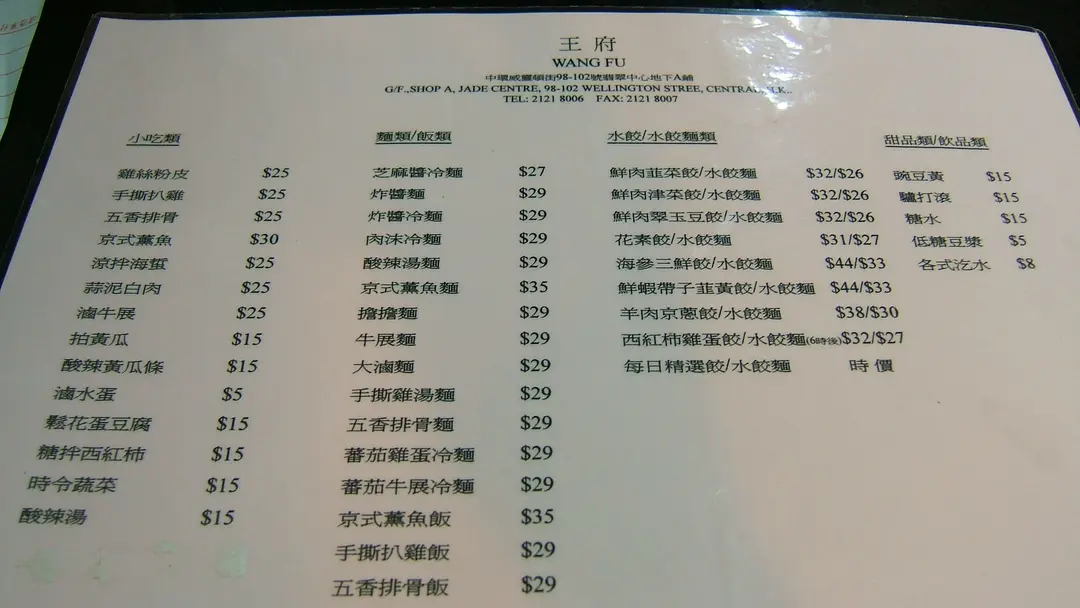 王府
WANG FU
中環威靈頓街98-102號翡翠中心地下A鋪
G/F.,SHOP A, JADE CENTRE, 98-102 WELLINGTON STREE, CENTRAL, H.K..
TEL: 2121 8006 FAX: 2121 8007
小吃類
雞絲粉皮 $25
手撕扒雞 $25
五香排骨 $25
京式薰魚 $30
涼拌海蜇 $25
蒜泥白肉 $25
滷牛展 $25
拍黃瓜 $15
酸辣黃瓜條 $15
滷水蛋 $5
鬆花蛋豆腐 $15
糖拌西紅柿 $15
時令蔬菜 $15
酸辣湯 $15
麵類/飯類
芝麻醬冷麵 $27
炸醬麵 $29
炸醬冷麵 $29
肉沫冷麵 $29
酸辣湯麵 $29
京式薰魚麵 $35
擔擔麵 $29
牛展麵 $29
大滷麵 $29
手撕雞湯麵 $29
五香排骨麵 $29
蕃茄雞蛋冷麵 $29
蕃茄牛展冷麵 $29
京式薰魚飯 $35
手撕扒雞飯 $29
五香排骨飯 $29
水餃/水餃麵類
鮮肉韮菜餃/水餃麵 $32/$26
鮮肉津菜餃/水餃麵 $32/$26
鮮肉翠玉豆餃/水餃麵 $32/$26
花素餃/水餃麵 $31/$27
海參三鮮餃/水餃麵 $44/$33
鮮蝦帶子韮黃餃/水餃麵 $44/$33
羊肉京蔥餃/水餃麵 $38/$30
西紅柿雞蛋餃/水餃麵(6時後) $32/$27
每日精選餃/水餃麵 時價
甜品類/飲品類
豌豆黃 $15
驢打滾 $15
糖水 $15
低糖豆漿 $5
各式汽水 $8